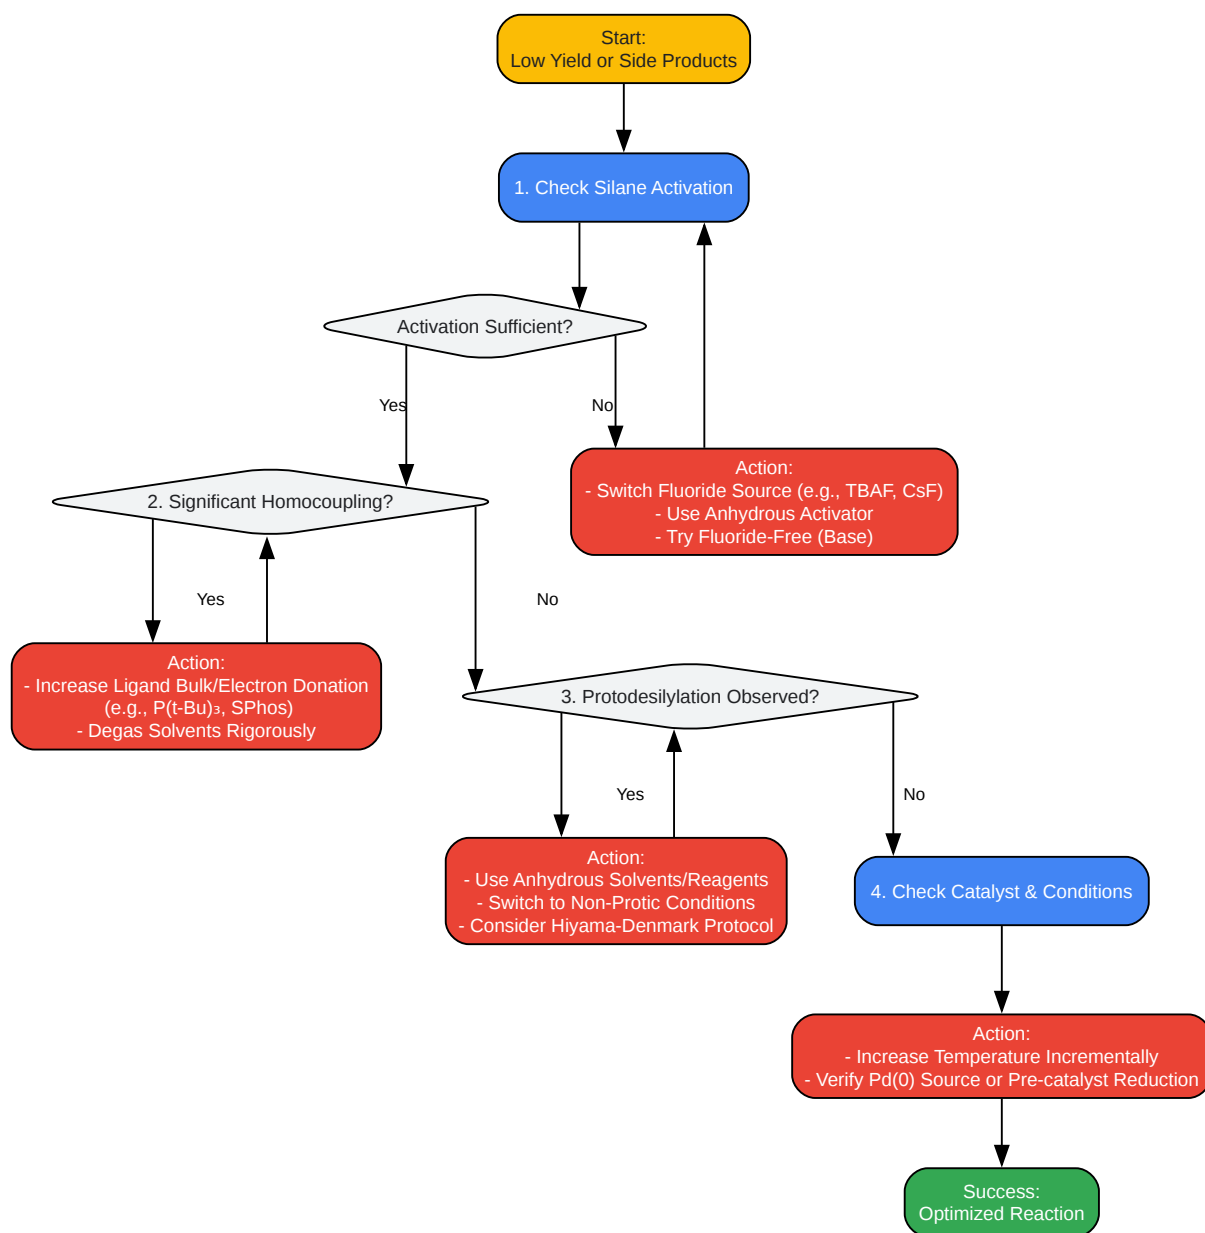 Start:
Low Yield or Side Products
1. Check Silane Activation
Activation Sufficient?
Yes
No
Action:
- Switch Fluoride Source (e.g., TBAF, CsF)
- Use Anhydrous Activator
- Try Fluoride-Free (Base)
2. Significant Homocoupling?
Yes
No
Action:
- Increase Ligand Bulk/Electron Donation
(e.g., P(t-Bu)₃, SPhos)
- Degas Solvents Rigorously
3. Protodesilylation Observed?
Yes
No
Action:
- Use Anhydrous Solvents/Reagents
- Switch to Non-Protic Conditions
- Consider Hiyama-Denmark Protocol
4. Check Catalyst & Conditions
Action:
- Increase Temperature Incrementally
- Verify Pd(0) Source or Pre-catalyst Reduction
Success:
Optimized Reaction